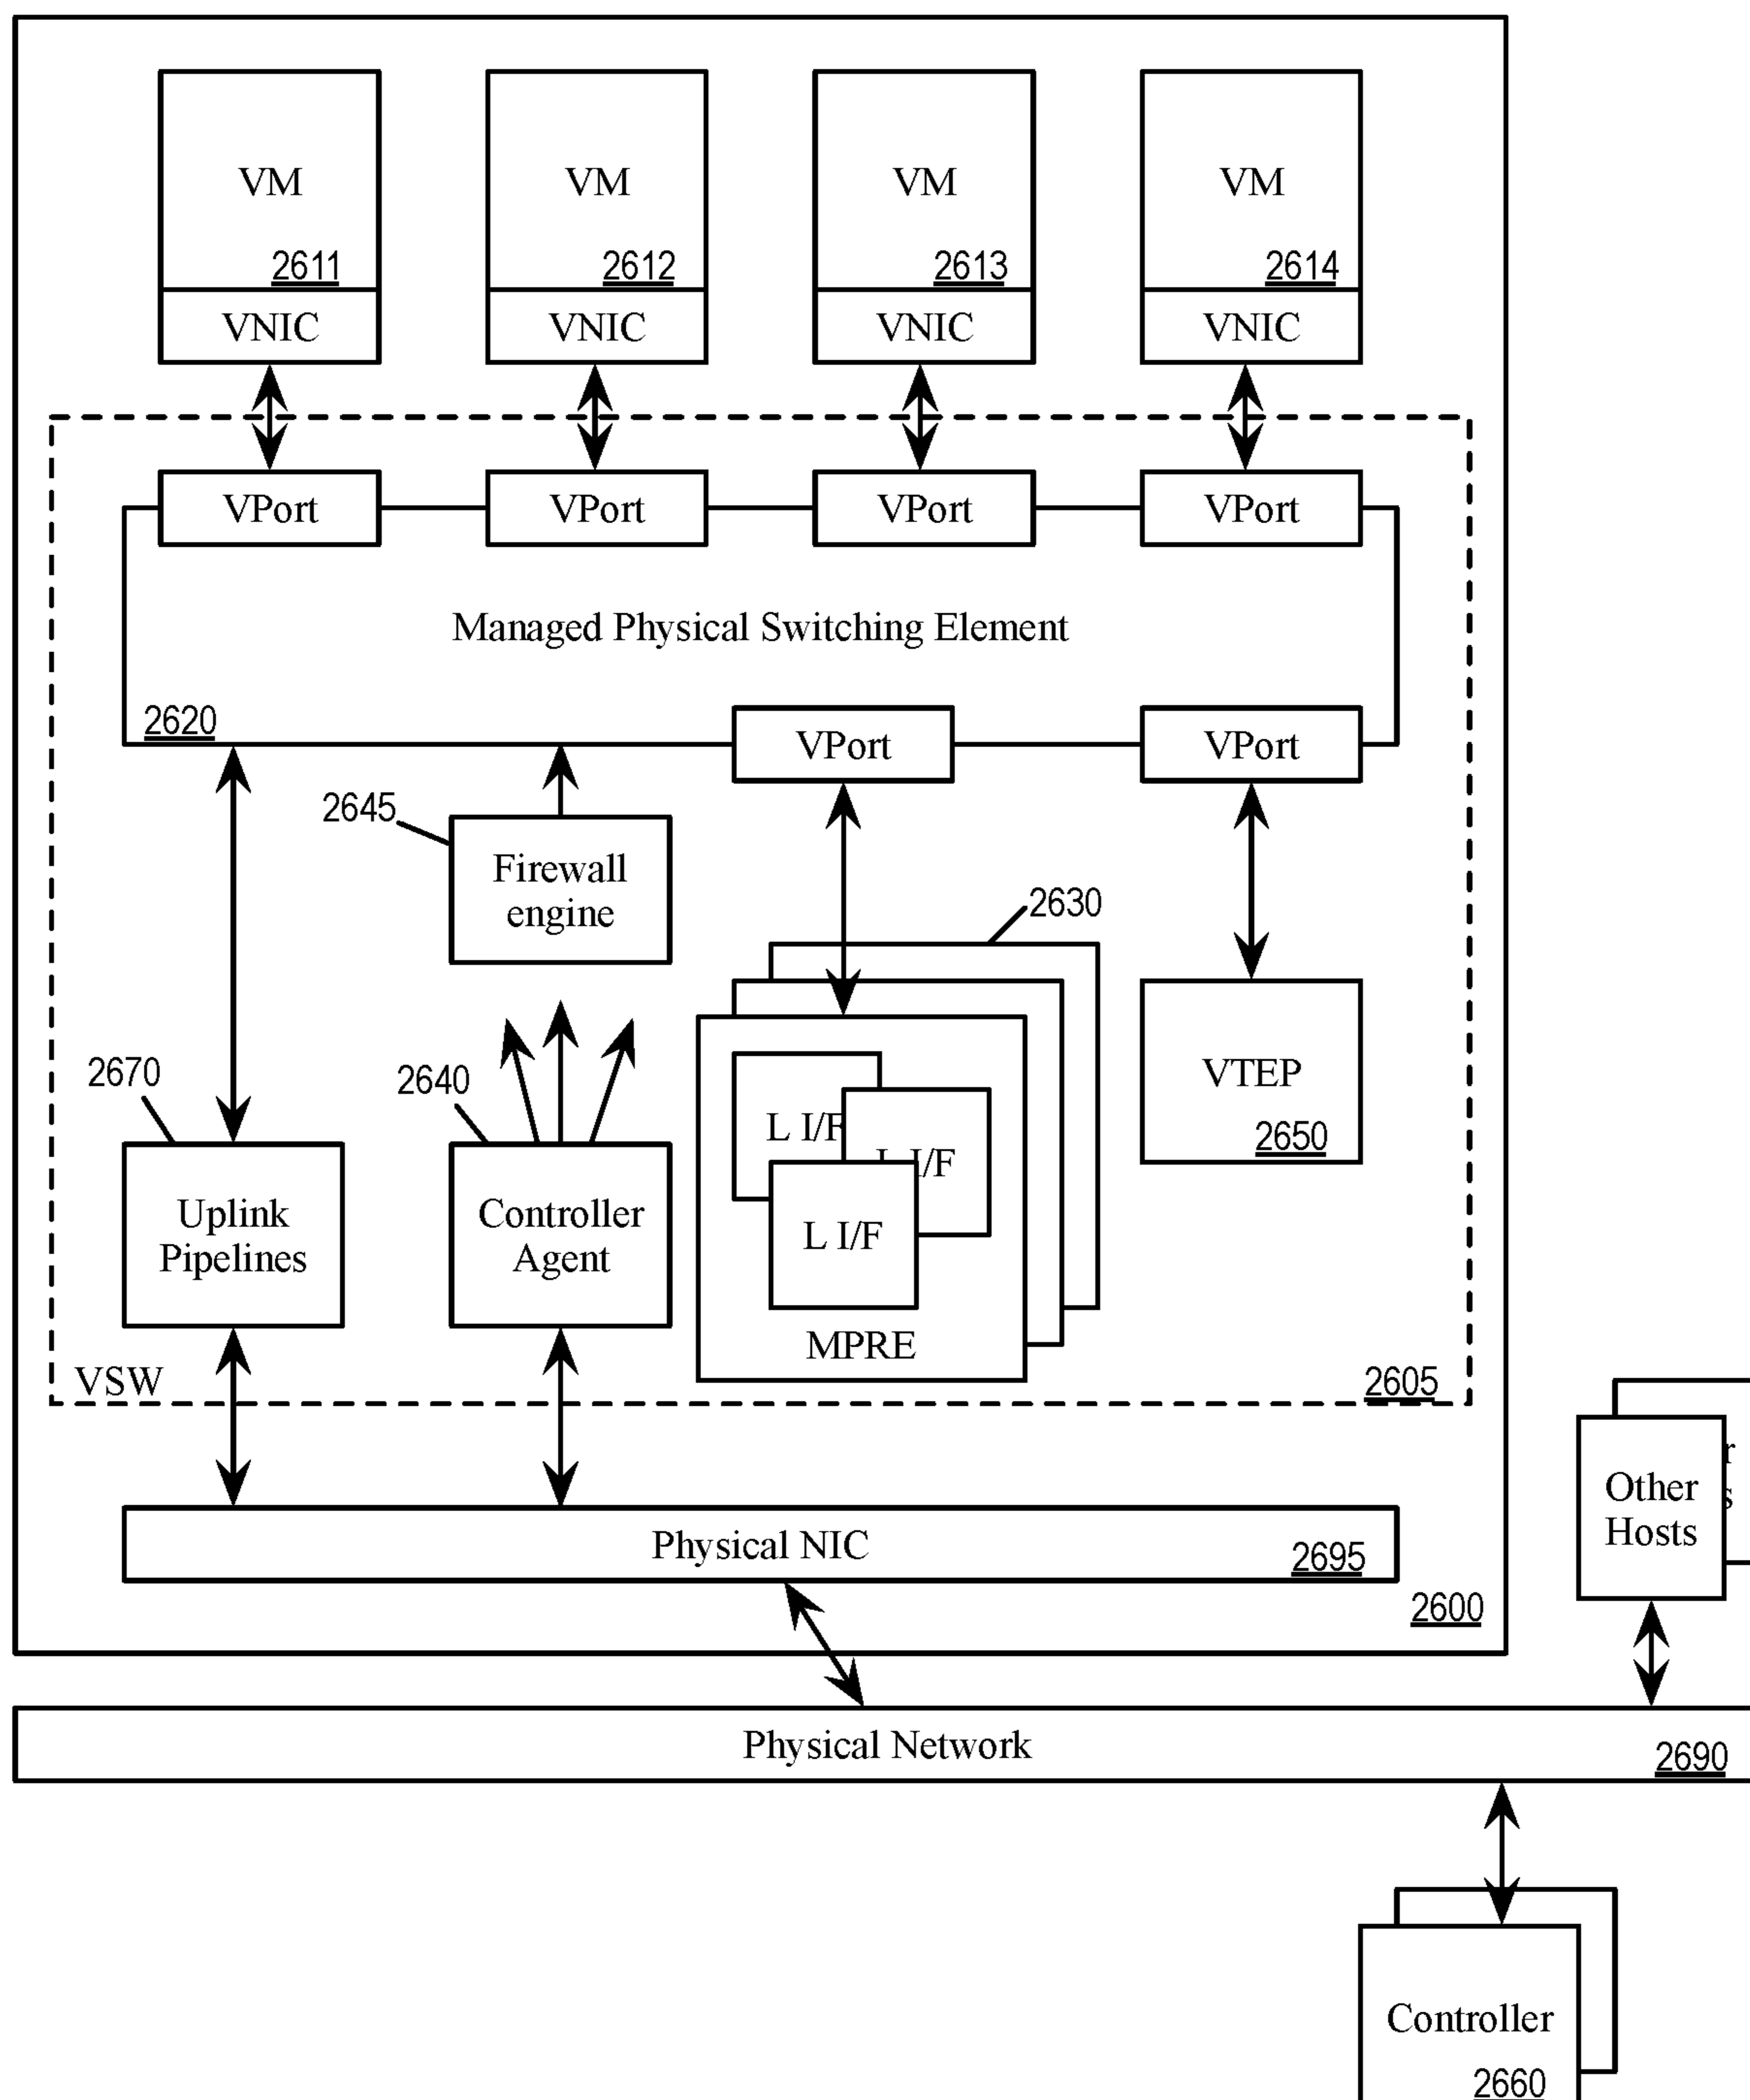 VM
2611
VNIC
VM
2612
VNIC
VM
2613
VNIC
VM
2614
VNIC
VPort
VPort
VPort
VPort
Managed Physical Switching Element
2620
VPort
VPort
2645
Firewall
engine
2630
2670
2640
Uplink
Pipelines
Controller
Agent
L I/F
L I/F
L I/F
MPRE
VTEP
2650
VSW
2605
Physical NIC
2695
2600
Other
Hosts
r
s
Physical Network
2690
Controller
2660